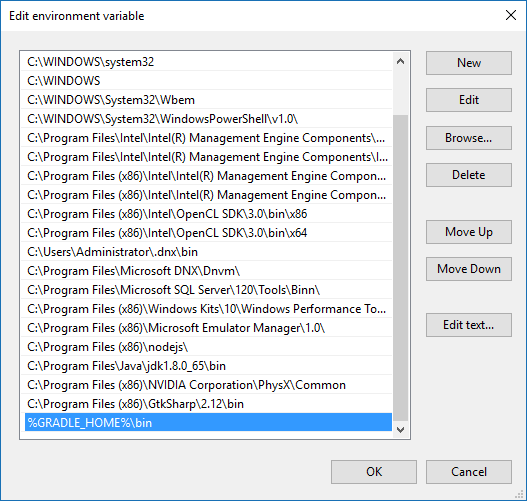 Edit environment variable
C:\WINDOWS\system32
C:\WINDOWS
C:\WINDOWS\System32\Wbem
C:\WINDOWS\System32\WindowsPowerShell\v1.0\
C:\Program Files\Intel\Intel(R) Management Engine Components\...
C:\Program Files\Intel\Intel(R) Management Engine Components\I...
C:\Program Files (x86)\Intel\Intel(R) Management Engine Compon...
C:\Program Files (x86)\Intel\Intel(R) Management Engine Compon...
C:\Program Files (x86)\Intel\OpenCL SDK\3.0\bin\x86
C:\Program Files (x86)\Intel\OpenCL SDK\3.0\bin\x64
C:\Users\Administrator\.dnx\bin
C:\Program Files\Microsoft DNX\Dnvm\
C:\Program Files\Microsoft SQL Server\120\Tools\Binn\
C:\Program Files (x86)\Windows Kits\10\Windows Performance To...
C:\Program Files (x86)\Microsoft Emulator Manager\1.0\
C:\Program Files (x86)\nodejs\
C:\Program Files\Java\jdk1.8.0_65\bin
C:\Program Files (x86)\NVIDIA Corporation\PhysX\Common
C:\Program Files (x86)\GtkSharp\2.12\bin
%GRADLE_HOME%\bin
New
Edit
Browse...
Delete
Move Up
Move Down
Edit text...
OK
Cancel